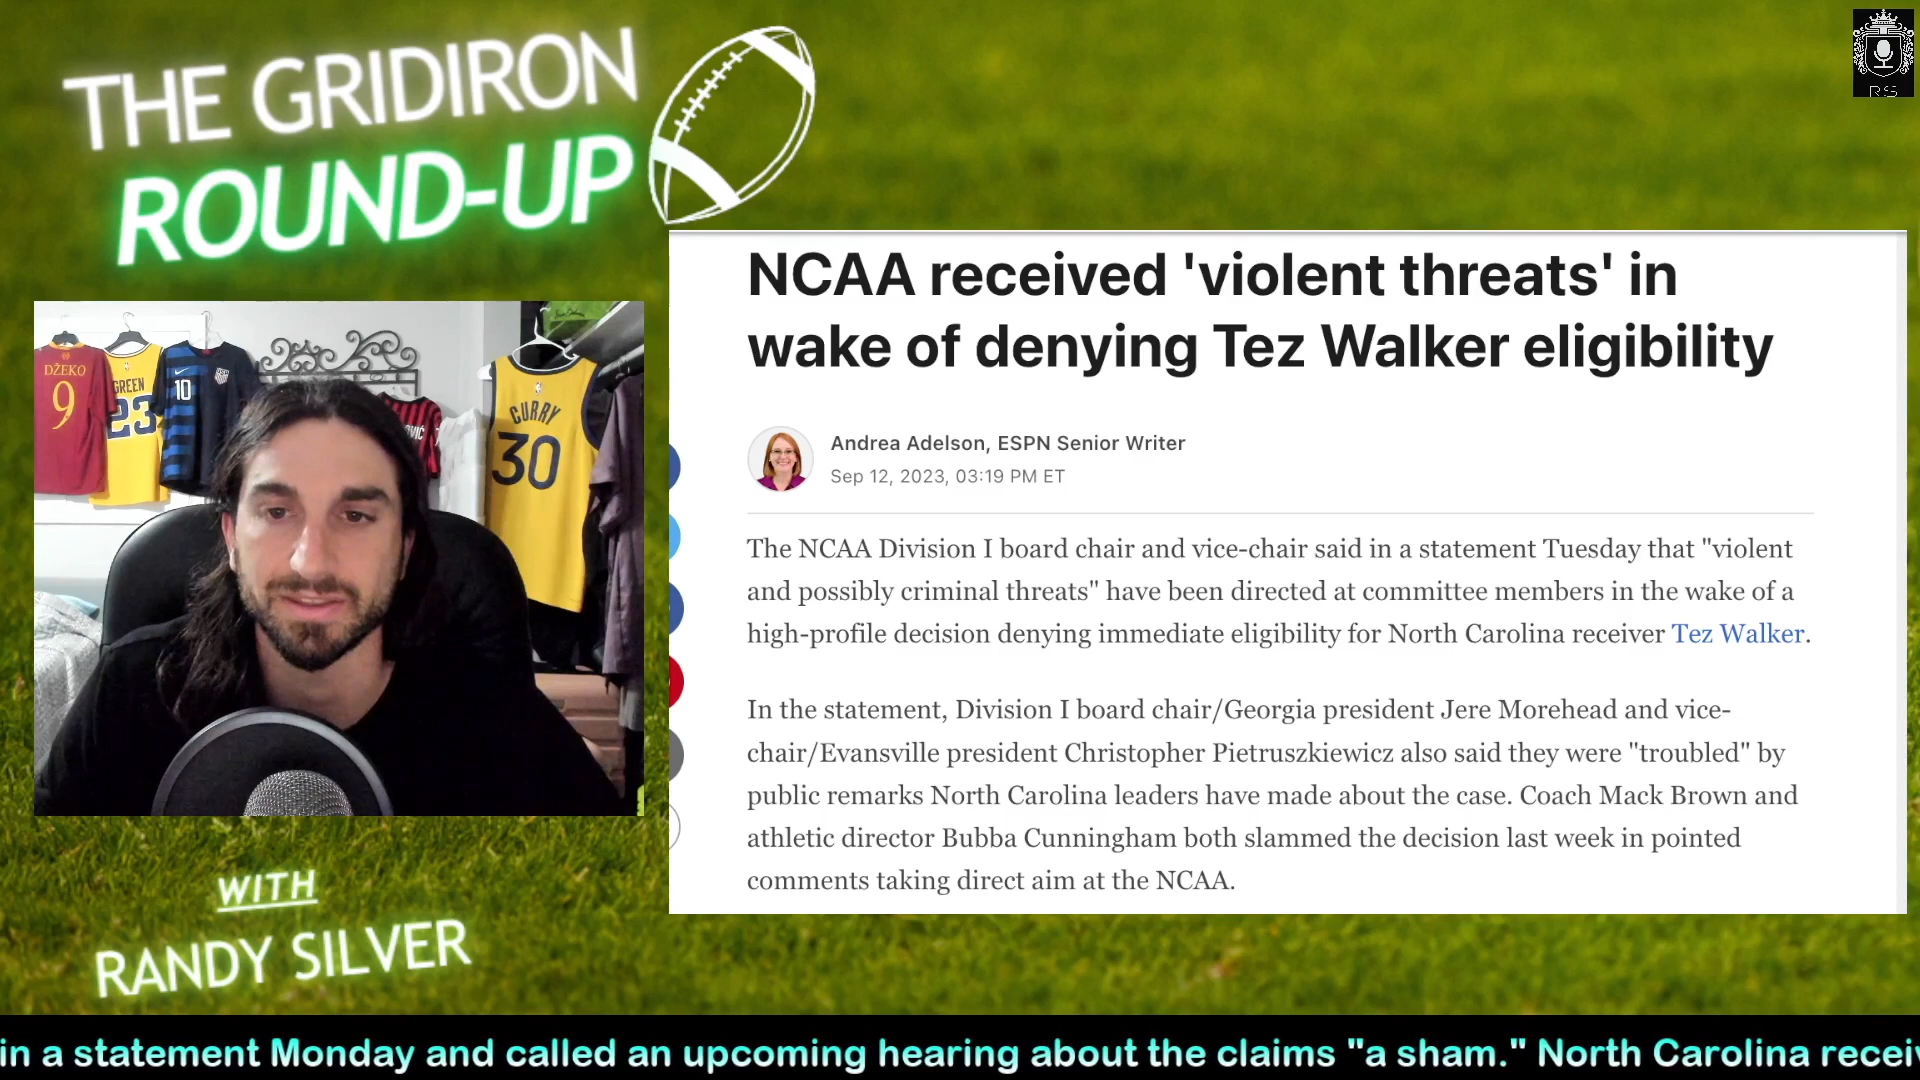 THE GRIDIRON
ROUND-UP
RS
NCAA received 'violent threats' in
wake of denying Tez Walker eligibility
Andrea Adelson, ESPN Senior Writer
Sep 12, 2023, 03:19 PM ET
The NCAA Division I board chair and vice-chair said in a statement Tuesday that "violent
and possibly criminal threats" have been directed at committee members in the wake of a
high-profile decision denying immediate eligibility for North Carolina receiver Tez Walker.
In the statement, Division I board chair/Georgia president Jere Morehead and vice-
chair/Evansville president Christopher Pietruszkiewicz also said they were "troubled" by
public remarks North Carolina leaders have made about the case. Coach Mack Brown and
athletic director Bubba Cunningham both slammed the decision last week in pointed
comments taking direct aim at the NCAA.
DŽEKO
9
GREEN
23
10
CURRY
30
WITH
RANDY SILVER
in a statement Monday and called an upcoming hearing about the claims "a sham." North Carolina receiv